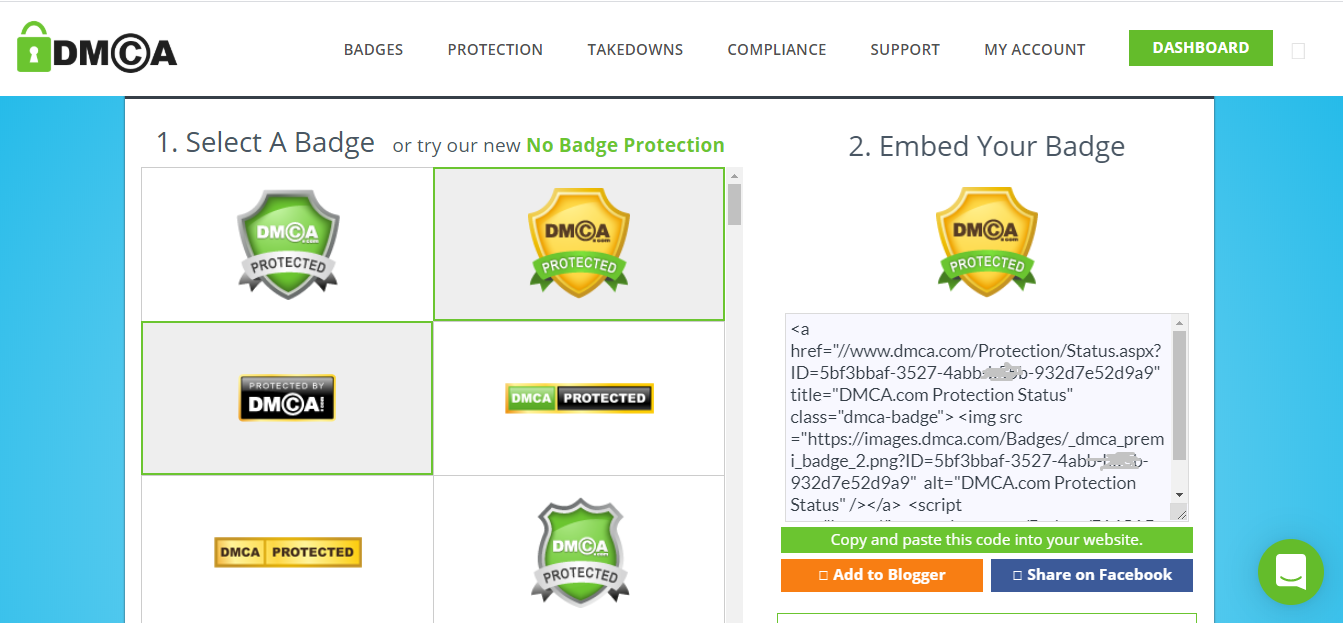 DMCA
BADGES PROTECTION TAKEDOWNS COMPLIANCE SUPPORT MY ACCOUNT DASHBOARD
1. Select A Badge or try our new No Badge Protection
DMCA.com
PROTECTED
DMCA.com
PROTECTED
PROTECTED BY
DMCA.com
DMCA PROTECTED
DMCA PROTECTED
DMCA.com
PROTECTED
2. Embed Your Badge
DMCA.com
PROTECTED
<a
href="//www.dmca.com/Protection/Status.aspx?
ID=5bf3bbaf-3527-4abb- b-932d7e52d9a9"
title="DMCA.com Protection Status"
class="dmca-badge"> <img src
="https://images.dmca.com/Badges/_dmca_prem
i_badge_2.png?ID=5bf3bbaf-3527-4abb-
932d7e52d9a9" alt="DMCA.com Protection
Status" /></a> <script
Copy and paste this code into your website.
Add to Blogger
Share on Facebook